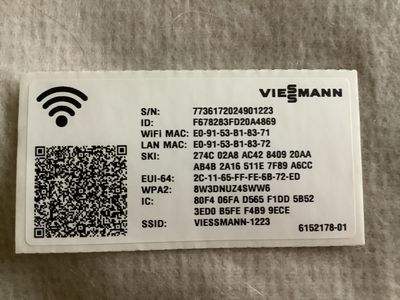 VIESSMANN
S/N: 7736172024901223
ID: F678283FD20A4869
WiFi MAC: E0-91-53-B1-83-71
LAN MAC: E0-91-53-B1-83-72
SKI: 274C 02A8 AC42 8409 20AA
AB4B 2A16 511E 7F89 A6CC
EUI-64: 2C-11-65-FF-FE-6B-72-ED
WPA2: 8W3DNUZ4SWW6
IC: 80F4 06FA D565 F1DD 5B52
3ED0 B5FE F4B9 9ECE
SSID: VIESSMANN-1223
6152178-01